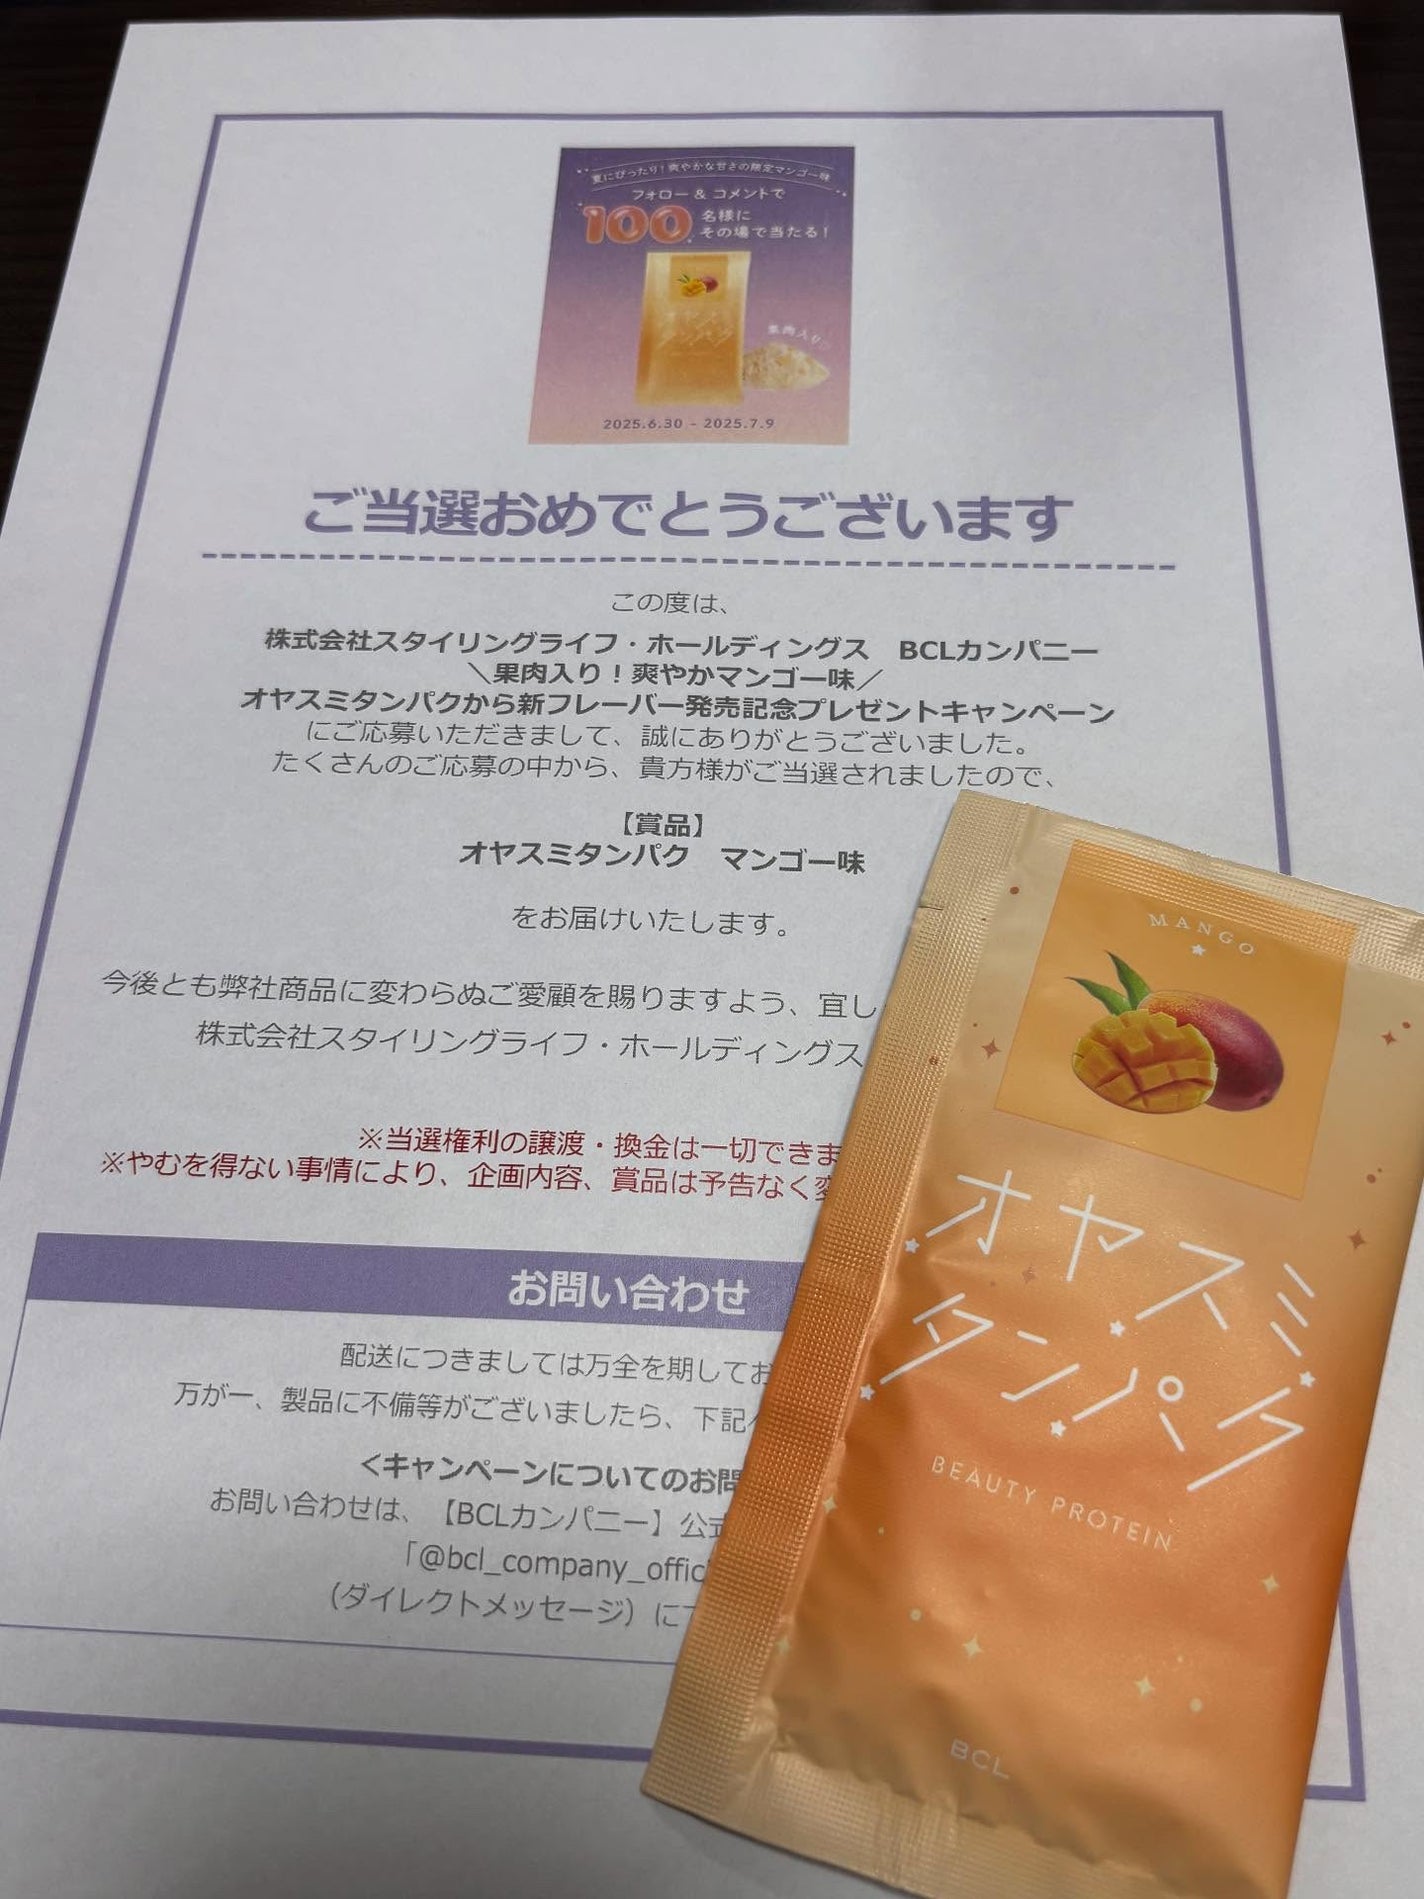 夏にぴったり！爽やかな甘さの限定マンゴー味
フォロー & コメントで
100名様に
その場で当たる！
オヤスミ
タンパク
果肉入り
2025.6.30 - 2025.7.9
ご当選おめでとうございます
この度は、
株式会社スタイリングライフ・ホールディングス　BCLカンパニー
＼果肉入り！爽やかマンゴー味／
オヤスミタンパクから新フレーバー発売記念プレゼントキャンペーン
にご応募いただきまして、誠にありがとうございました。
たくさんのご応募の中から、貴方様がご当選されましたので、
【賞品】
オヤスミタンパク　マンゴー味
をお届けいたします。
今後とも弊社商品に変わらぬご愛顧を賜りますよう、宜し
株式会社スタイリングライフ・ホールディングス
※当選権利の譲渡・換金は一切できま
※やむを得ない事情により、企画内容、賞品は予告なく変
お問い合わせ
配送につきましては万全を期してお
万が一、製品に不備等がございましたら、下記
<キャンペーンについてのお問
お問い合わせは、【BCLカンパニー】公式
「@bcl_company_offic
（ダイレクトメッセージ）に
MANGO
オヤスミ
タンパク
BEAUTY PROTEIN
BCL